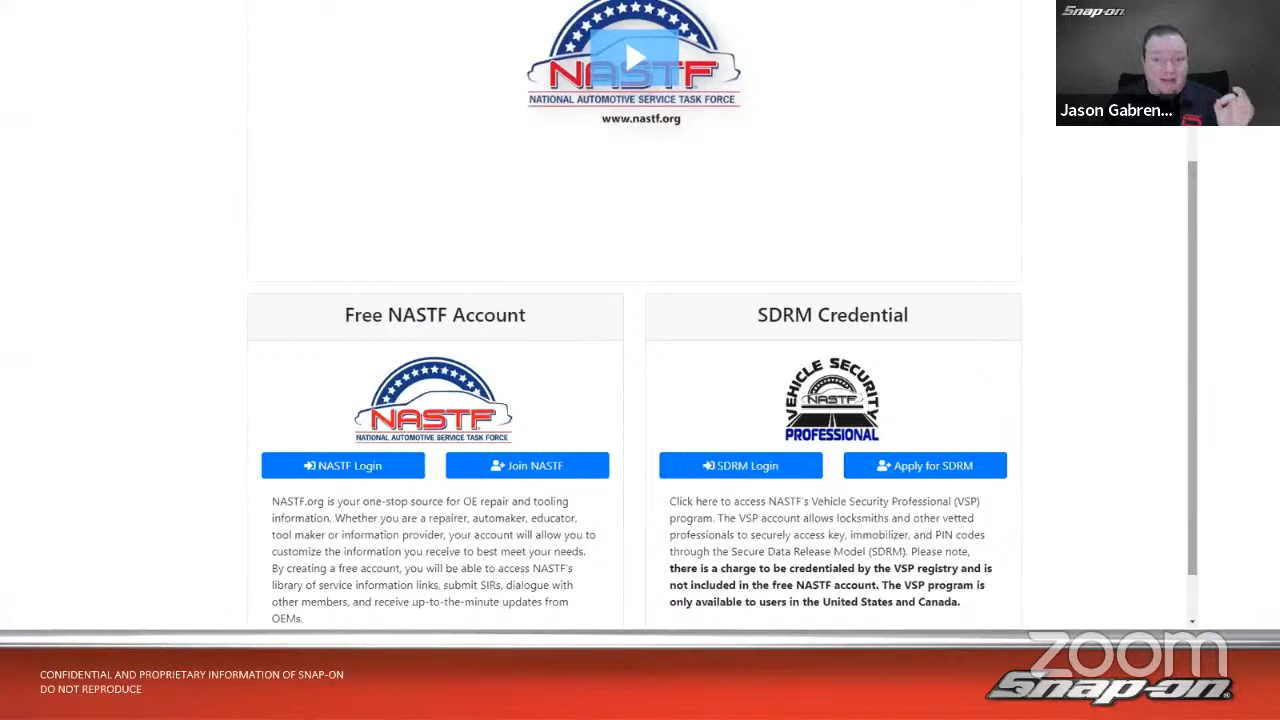 Snap-on
Jason Gabren...
NASTF
NATIONAL AUTOMOTIVE SERVICE TASK FORCE
www.nastf.org
Free NASTF Account
NASTF
NATIONAL AUTOMOTIVE SERVICE TASK FORCE
NASTF Login
Join NASTF
NASTF.org is your one-stop source for OE repair and tooling
information. Whether you are a repairer, automaker, educator,
tool maker or information provider, your account will allow you to
customize the information you receive to best meet your needs.
By creating a free account, you will be able to access NASTF's
library of service information links, submit SIRs, dialogue with
other members, and receive up-to-the-minute updates from
OEMs.
SDRM Credential
VEHICLE SECURITY
NASTF
PROFESSIONAL
SDRM Login
Apply for SDRM
Click here to access NASTF's Vehicle Security Professional (VSP)
program. The VSP account allows locksmiths and other vetted
professionals to securely access key, immobilizer, and PIN codes
through the Secure Data Release Model (SDRM). Please note,
there is a charge to be credentialed by the VSP registry and is
not included in the free NASTF account. The VSP program is
only available to users in the United States and Canada.
CONFIDENTIAL AND PROPRIETARY INFORMATION OF SNAP-ON
DO NOT REPRODUCE
zoom
Snap-on